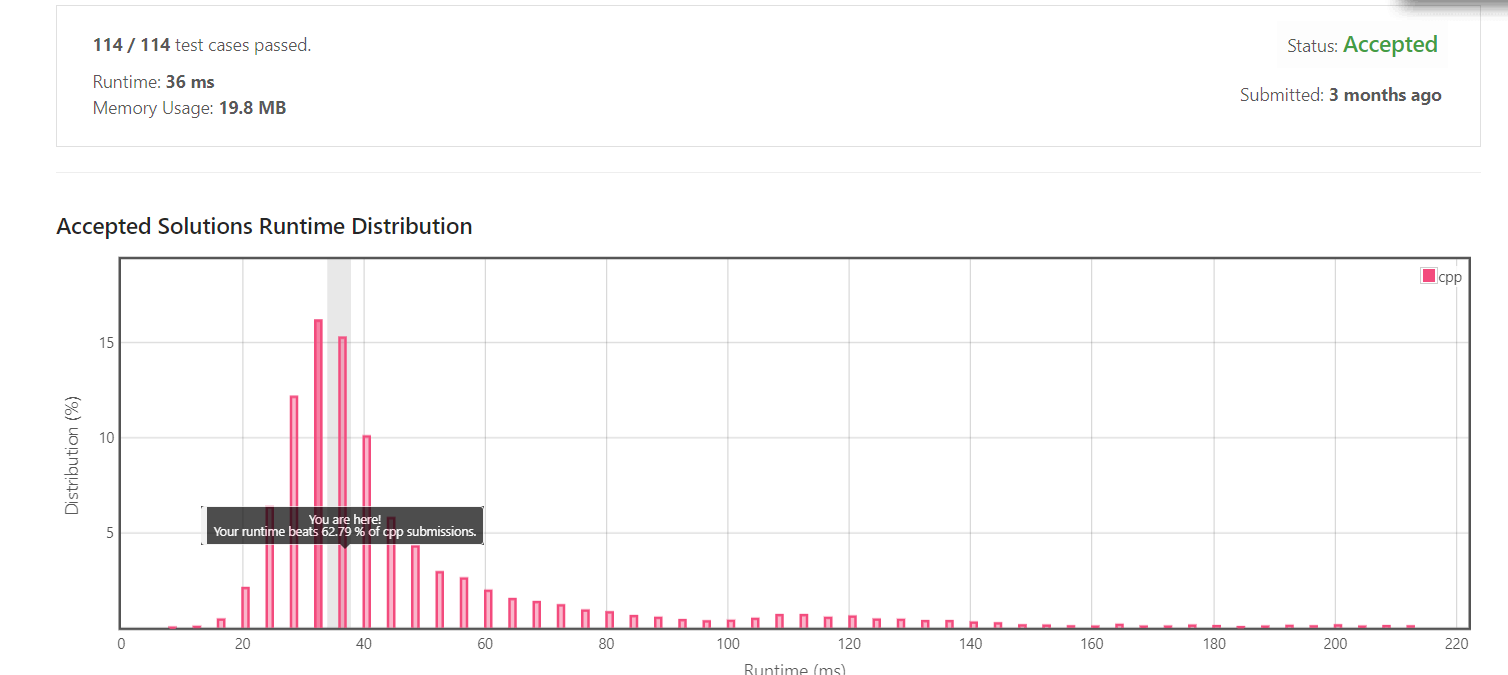 114 / 114 test cases passed.
Status: Accepted
Runtime: 36 ms
Memory Usage: 19.8 MB
Submitted: 3 months ago
Accepted Solutions Runtime Distribution
cpp
15
10
5
Distribution (%)
You are here!
Your runtime beats 62.79 % of cpp submissions.
0 20 40 60 80 100 120 140 160 180 200 220
Runtime (ms)